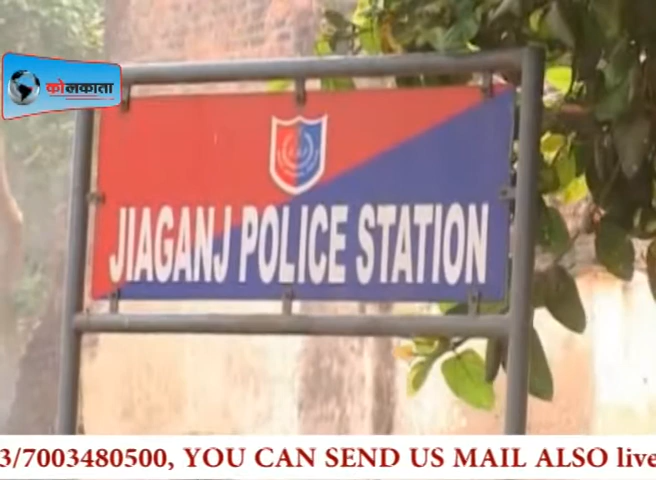 कोलकाता
JIAGANJ POLICE STATION
3/7003480500, YOU CAN SEND US MAIL ALSO live